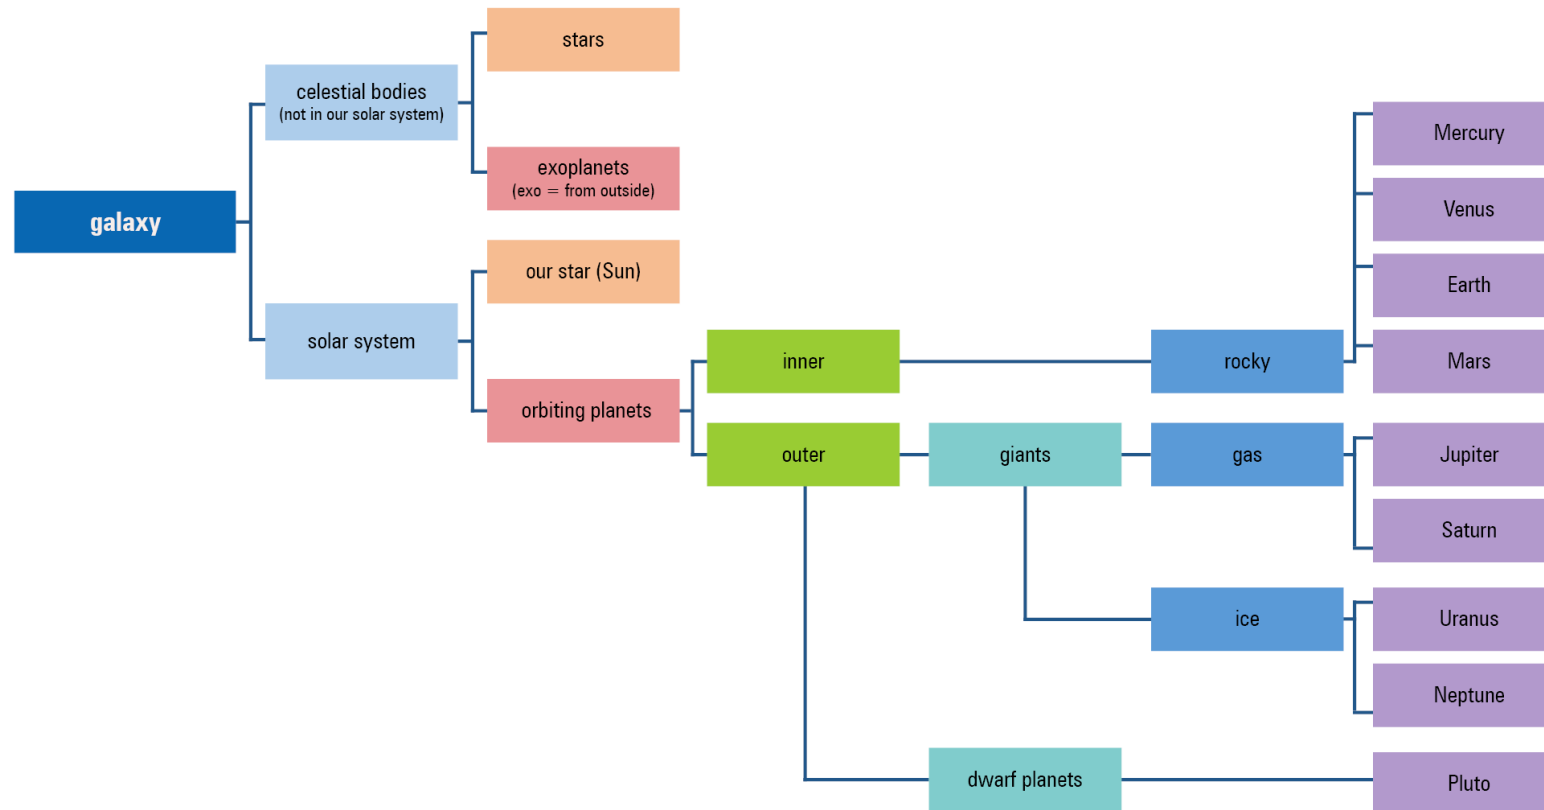 galaxy
celestial bodies
(not in our solar system)
solar system
stars
exoplanets
(exo = from outside)
our star (Sun)
orbiting planets
inner
outer
giants
dwarf planets
rocky
gas
ice
Mercury
Venus
Earth
Mars
Jupiter
Saturn
Uranus
Neptune
Pluto